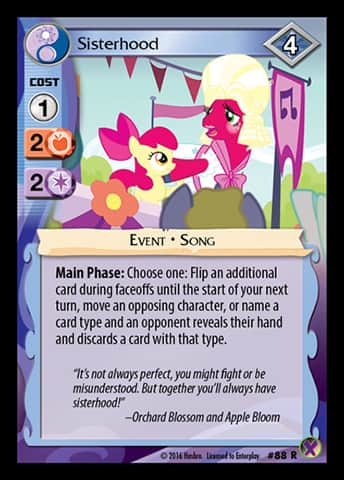 Sisterhood
4
COST
1
2
2
EVENT • SONG
Main Phase: Choose one: Flip an additional
card during faceoffs until the start of your next
turn, move an opposing character, or name a
card type and an opponent reveals their hand
and discards a card with that type.
"It's not always perfect, you might fight or be
misunderstood. But together you'll always have
sisterhood!"
–Orchard Blossom and Apple Bloom
© 2016 Hasbro. Licensed to Enterplay #88 R